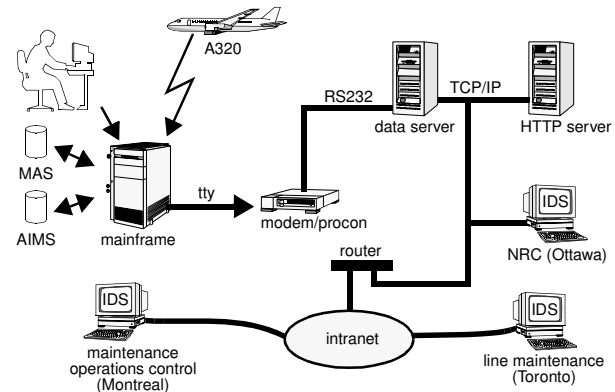 A320
RS232
TCP/IP
data server
HTTP server
MAS
tty
AIMS
mainframe
modem/procon
IDS
NRC (Ottawa)
router
IDS
IDS
intranet
maintenance
operations control
(Montreal)
line maintenance
(Toronto)